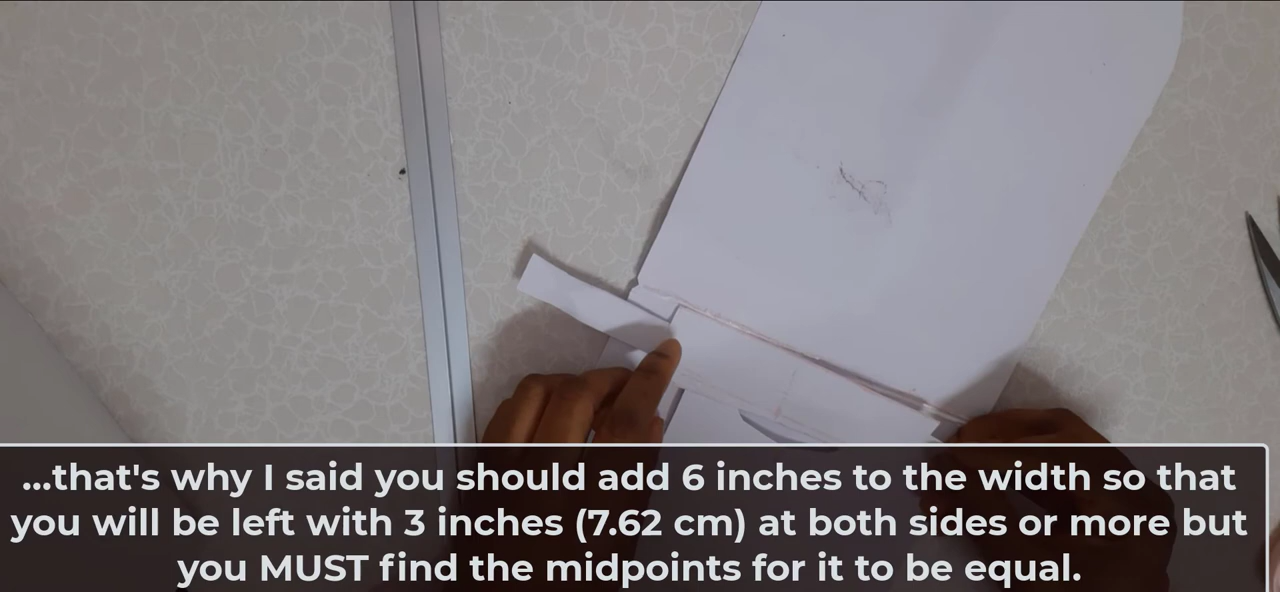 ...that's why I said you should add 6 inches to the width so that
you will be left with 3 inches (7.62 cm) at both sides or more but
you MUST find the midpoints for it to be equal.